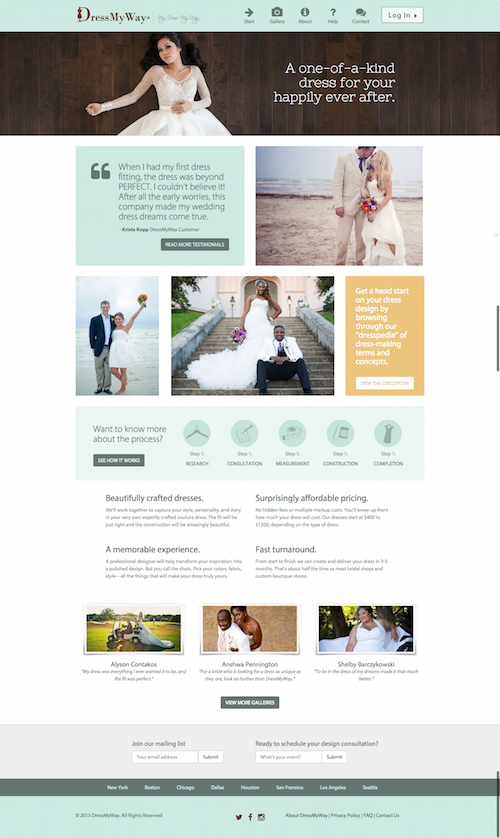 DressMyWay
Start
Gallery
About
Help
Contact
Log In
A one-of-a-kind
dress for your
happily ever after.
When I had my first dress
fitting, the dress was beyond
PERFECT. I couldn't believe it!
After all the early worries, this
company made my wedding
dress dreams come true.
– Krista Kopp DressMyWay Customer
READ MORE TESTIMONIALS
Get a head start
on your dress
design by
browsing
through our
"dresspedia" of
dress-making
terms and
concepts.
VIEW THE DRESSPEDIA
Want to know more
about the process?
SEE HOW IT WORKS
Step 1:
RESEARCH
Step 1:
CONSULTATION
Step 1:
MEASUREMENT
Step 1:
CONSTRUCTION
Step 1:
COMPLETION
Beautifully crafted dresses.
We'll work together to capture your style, personality, and story
in your very own expertly crafted couture dress. The fit will be
just right and the construction will be amazingly beautiful.
Surprisingly affordable pricing.
No hidden fees or multiple markup costs. You'll know up-front
how much your dress will cost. Our dresses start at $400 to
$1200, depending on the type of dress.
A memorable experience.
A professional designer will help transform your inspiration into
a polished design. But you call the shots. Pick your colors, fabric,
style—all the things that will make your dress truly yours.
Fast turnaround.
From start to finish we can create and deliver your dress in 3-5
months. That's about half the time as most bridal shops and
custom boutique stores.
Alyson Contakos
"My dress was everything I ever wanted it to be, and
the fit was perfect."
Anshwa Pennington
"For a bride who is looking for a dress as unique as
they are, look no further than DressMyWay."
Shelby Barczykowski
"To be in the dress of my dreams made it that much
better."
VIEW MORE GALLERIES
Join our mailing list
Your email address
Submit
Ready to schedule your design consultation?
What's your event?
Submit
New York
Boston
Chicago
Dallas
Houston
San Fransico
Los Angeles
Seattle
© 2015 DressMyWay, All Rights Reserved
About DressMyWay | Privacy Policy | FAQ | Contact Us